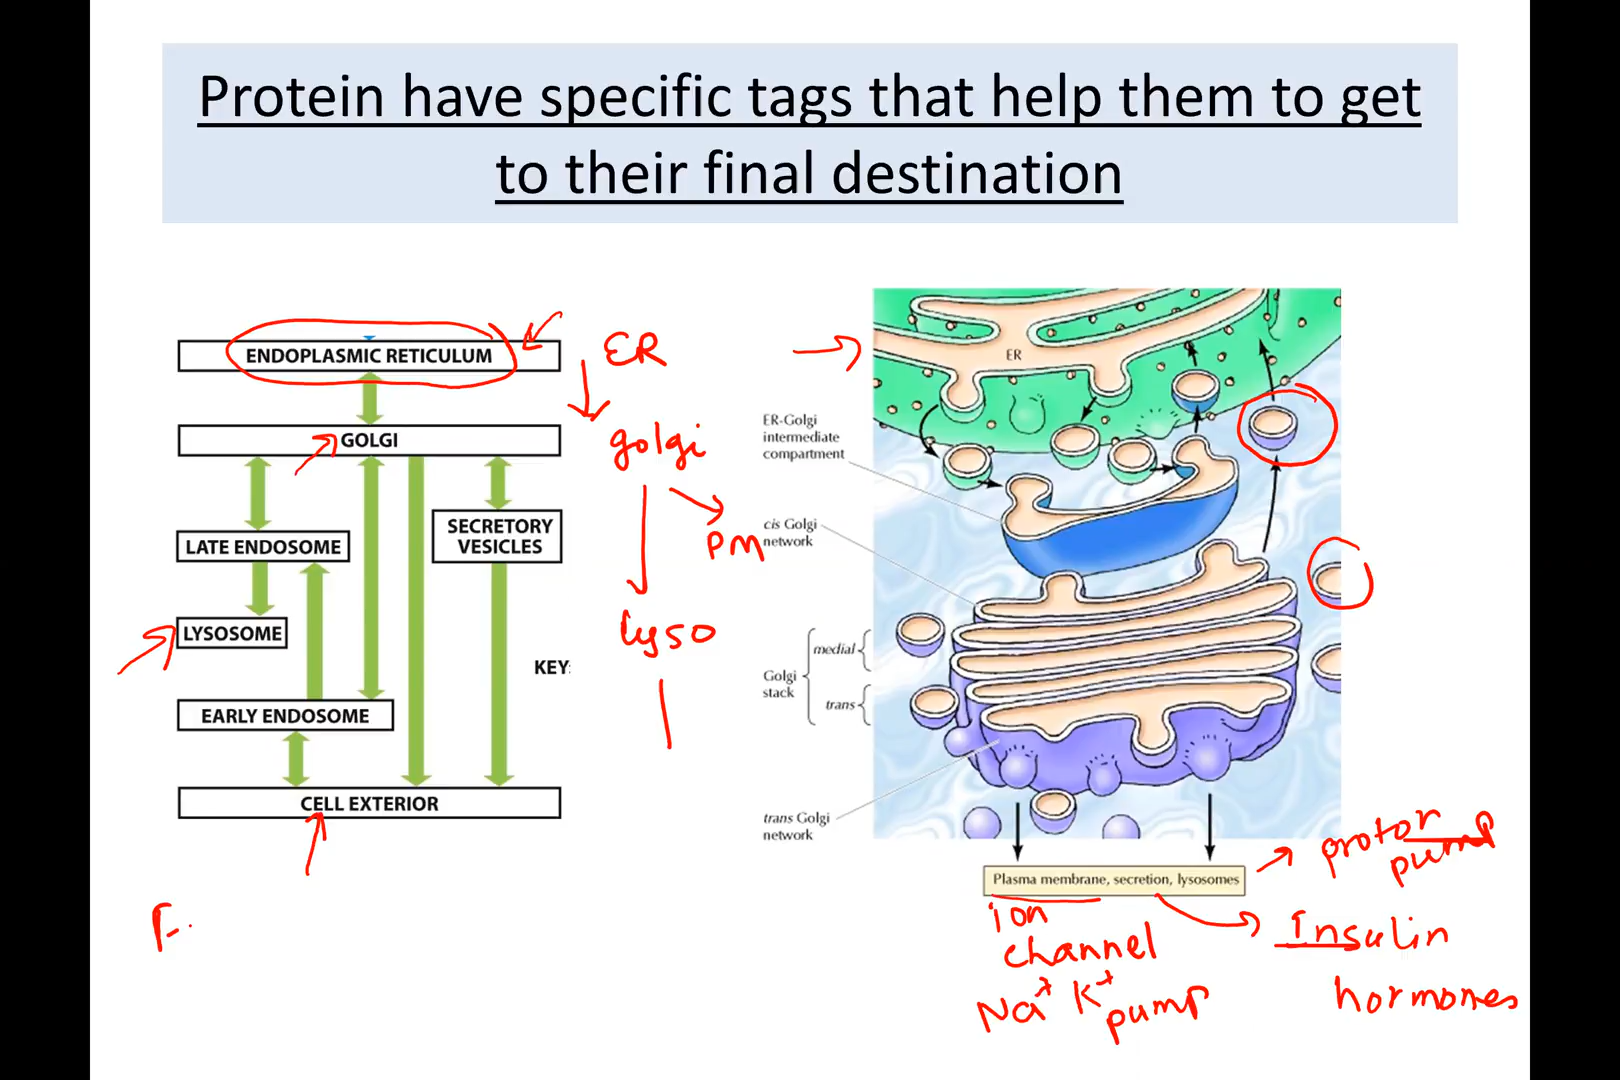 Protein have specific tags that help them to get
to their final destination
ENDOPLASMIC RETICULUM
GOLGI
LATE ENDOSOME
SECRETORY
VESICLES
LYSOSOME
KEY:
EARLY ENDOSOME
CELL EXTERIOR
ER
golgi
PM
Lyso
ER
ER-Golgi
intermediate
compartment
cis Golgi
network
medial
Golgi
stack
trans
trans Golgi
network
Plasma membrane, secretion, lysosomes
proton
pump
ion
channel
Na+ K+
pump
Insulin
hormones